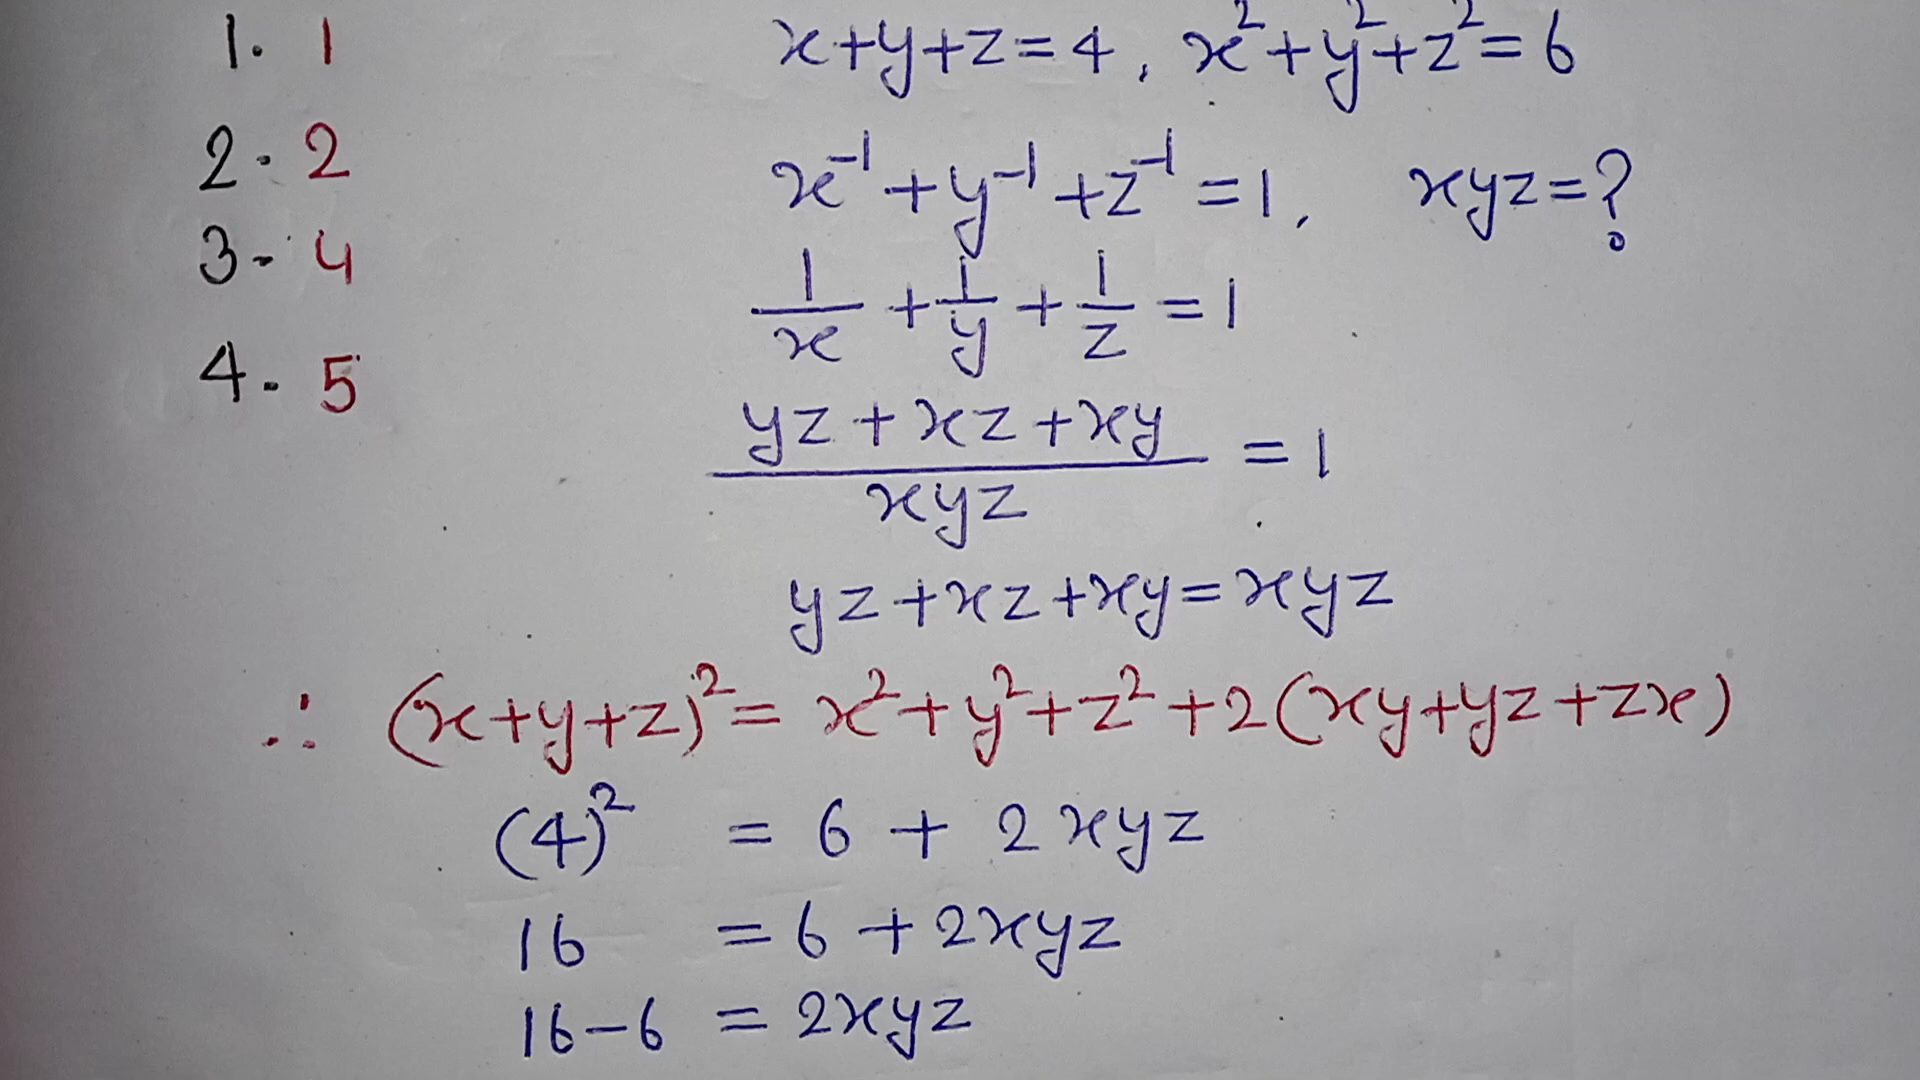 1. 1
2. 2
3. 4
4. 5
x+y+z=4, x²+y²+z²=6
x⁻¹+y⁻¹+z⁻¹=1, xyz=?
1/x + 1/y + 1/z = 1
(yz+xz+xy)/xyz = 1
yz+xz+xy=xyz
∴ (x+y+z)² = x²+y²+z²+2(xy+yz+zx)
(4)² = 6 + 2xyz
16 = 6+2xyz
16-6 = 2xyz